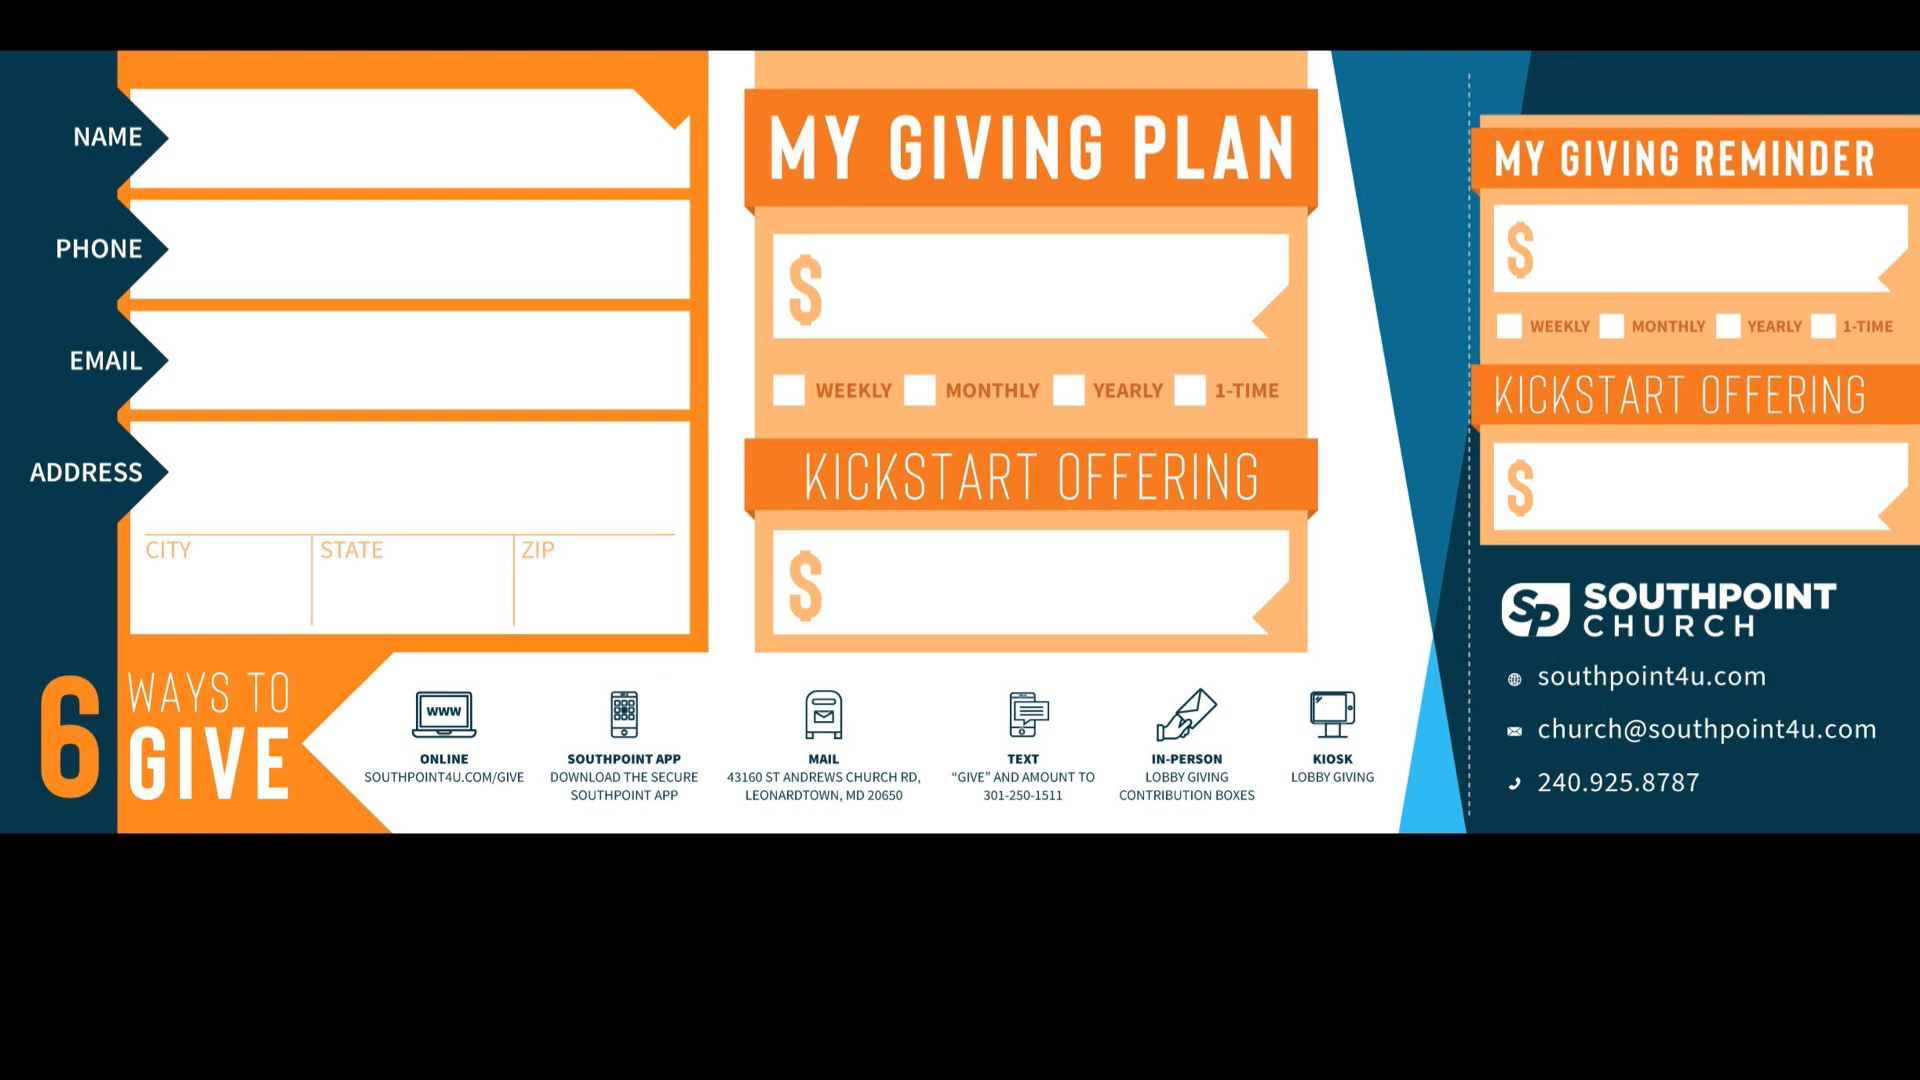 NAME
PHONE
EMAIL
ADDRESS
CITY STATE ZIP
MY GIVING PLAN
$
WEEKLY MONTHLY YEARLY 1-TIME
KICKSTART OFFERING
$
6 WAYS TO
GIVE
WWW
ONLINE
SOUTHPOINT4U.COM/GIVE
SOUTHPOINT APP
DOWNLOAD THE SECURE
SOUTHPOINT APP
MAIL
43160 ST ANDREWS CHURCH RD,
LEONARDTOWN, MD 20650
TEXT
“GIVE” AND AMOUNT TO
301-250-1511
IN-PERSON
LOBBY GIVING
CONTRIBUTION BOXES
KIOSK
LOBBY GIVING
MY GIVING REMINDER
$
WEEKLY MONTHLY YEARLY 1-TIME
KICKSTART OFFERING
$
SP SOUTHPOINT
CHURCH
southpoint4u.com
church@southpoint4u.com
240.925.8787